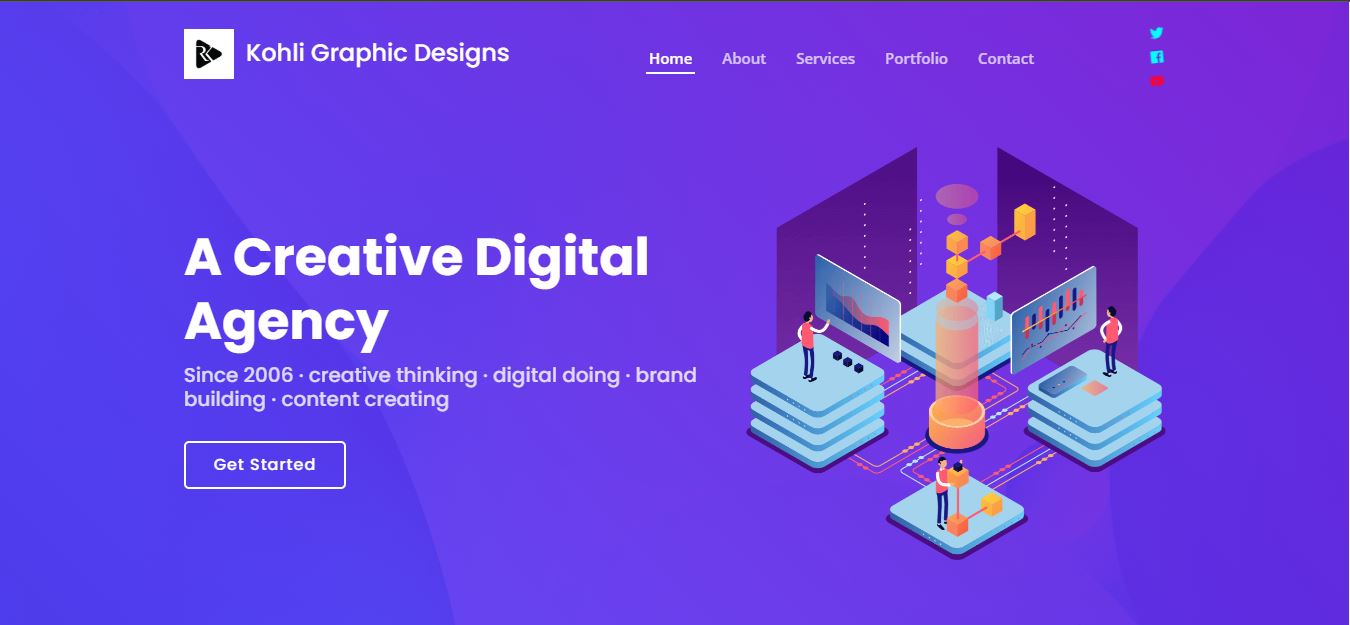 Kohli Graphic Designs
Home About Services Portfolio Contact
A Creative Digital
Agency
Since 2006 · creative thinking · digital doing · brand
building · content creating
Get Started